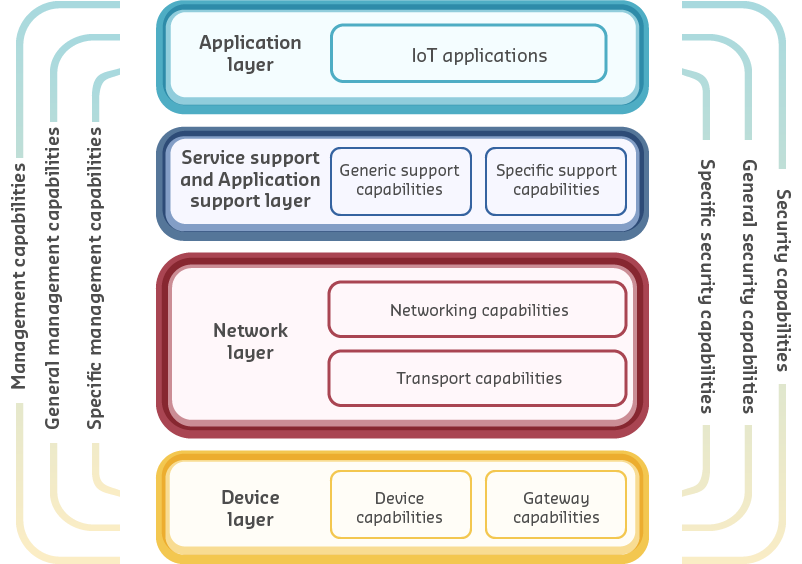 Application
layer
IoT applications
Service support
and Application
support layer
Generic support
capabilities
Specific support
capabilities
Network
layer
Networking capabilities
Transport capabilities
Device
layer
Device
capabilities
Gateway
capabilities
Management capabilities
General management capabilities
Specific management capabilities
Specific security capabilities
General security capabilities
Security capabilities